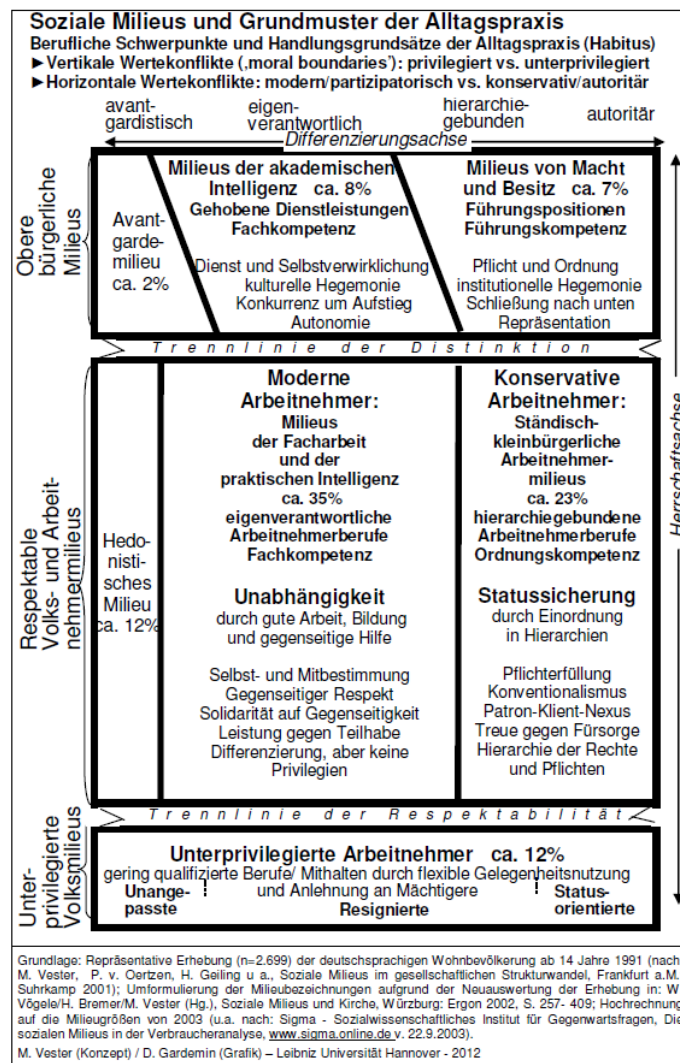 Soziale Milieus und Grundmuster der Alltagspraxis
Berufliche Schwerpunkte und Handlungsgrundsätze der Alltagspraxis (Habitus)
►Vertikale Wertekonflikte (‚moral boundaries'): privilegiert vs. unterprivilegiert
►Horizontale Wertekonflikte: modern/partizipatorisch vs. konservativ/autoritär
avant-
gardistisch
eigen-
verantwortlich
hierarchie-
gebunden
autoritär
Differenzierungsachse
Herrschaftsachse
Obere
bürgerliche
Milieus
Avant-
garde-
milieu
ca. 2%
Milieus der akademischen
Intelligenz ca. 8%
Gehobene Dienstleistungen
Fachkompetenz
Dienst und Selbstverwirklichung
kulturelle Hegemonie
Konkurrenz um Aufstieg
Autonomie
Milieus von Macht
und Besitz ca. 7%
Führungspositionen
Führungskompetenz
Pflicht und Ordnung
institutionelle Hegemonie
Schließung nach unten
Repräsentation
Trennlinie der Distinktion
Respektable
Volks- und Arbeit-
nehmermilieus
Hedo-
nisti-
sches
Milieu
ca. 12%
Moderne
Arbeitnehmer:
Milieus
der Facharbeit
und der
praktischen Intelligenz
ca. 35%
eigenverantwortliche
Arbeitnehmerberufe
Fachkompetenz
Unabhängigkeit
durch gute Arbeit, Bildung
und gegenseitige Hilfe
Selbst- und Mitbestimmung
Gegenseitiger Respekt
Solidarität auf Gegenseitigkeit
Leistung gegen Teilhabe
Differenzierung, aber keine
Privilegien
Konservative
Arbeitnehmer:
Ständisch-
kleinbürgerliche
Arbeitnehmer-
milieus
ca. 23%
hierarchiegebundene
Arbeitnehmerberufe
Ordnungskompetenz
Statussicherung
durch Einordnung
in Hierarchien
Pflichterfüllung
Konventionalismus
Patron-Klient-Nexus
Treue gegen Fürsorge
Hierarchie der Rechte
und Pflichten
Trennlinie der Respektabilität
Unter-
privilegierte
Volksmilieus
Unterprivilegierte Arbeitnehmer ca. 12%
gering qualifizierte Berufe/ Mithalten durch flexible Gelegenheitsnutzung
und Anlehnung an Mächtigere
Unange-
passte
Resignierte
Status-
orientierte
Grundlage: Repräsentative Erhebung (n=2.699) der deutschsprachigen Wohnbevölkerung ab 14 Jahre 1991 (nach
M. Vester, P. v. Oertzen, H. Geiling u a., Soziale Milieus im gesellschaftlichen Strukturwandel, Frankfurt a.M.
Suhrkamp 2001); Umformulierung der Milieubezeichnungen aufgrund der Neuauswertung der Erhebung in: W.
Vögele/H. Bremer/M. Vester (Hg.), Soziale Milieus und Kirche, Würzburg: Ergon 2002, S. 257- 409; Hochrechnung
auf die Milieugrößen von 2003 (u.a. nach: Sigma - Sozialwissenschaftliches Institut für Gegenwartsfragen, Die
sozialen Milieus in der Verbraucheranalyse, www.sigma.online.de v. 22.9.2003).
M. Vester (Konzept) / D. Gardemin (Grafik) – Leibniz Universität Hannover - 2012